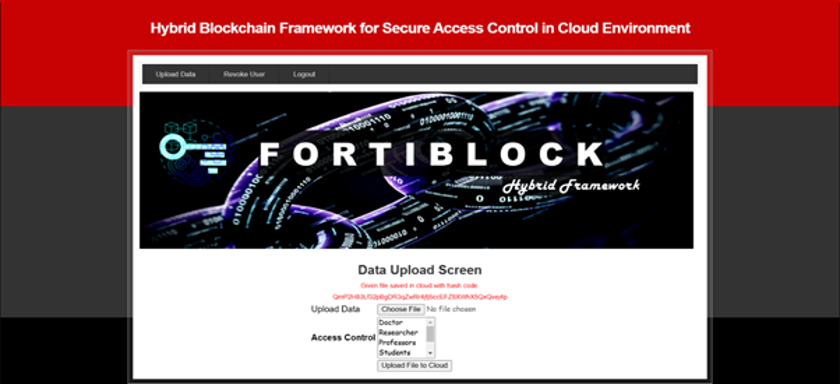 Hybrid Blockchain Framework for Secure Access Control in Cloud Environment
Upload Data Revoke User Logout
FORTIBLOCK
Hybrid Framework
Data Upload Screen
Given file saved in cloud with hash code.
Upload Data Choose File No file chosen
Access Control Doctor
Researcher
Professors
Students
Upload File to Cloud